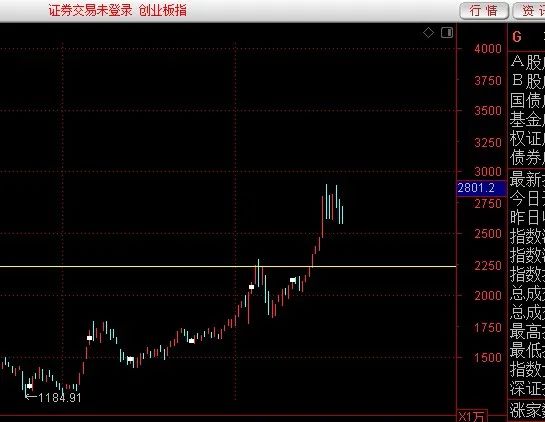 证券交易未登录 创业板指
行情
资讯
4000
3750
3500
3250
3000
2801.2
2750
2500
2250
2000
1750
1500
←1184.91
X1万
G
A股
B股
国债
基金
权证
债券
最新
今日
昨日
指数
指数
指数
总成
总成
最高
最低
指数
深证
涨家